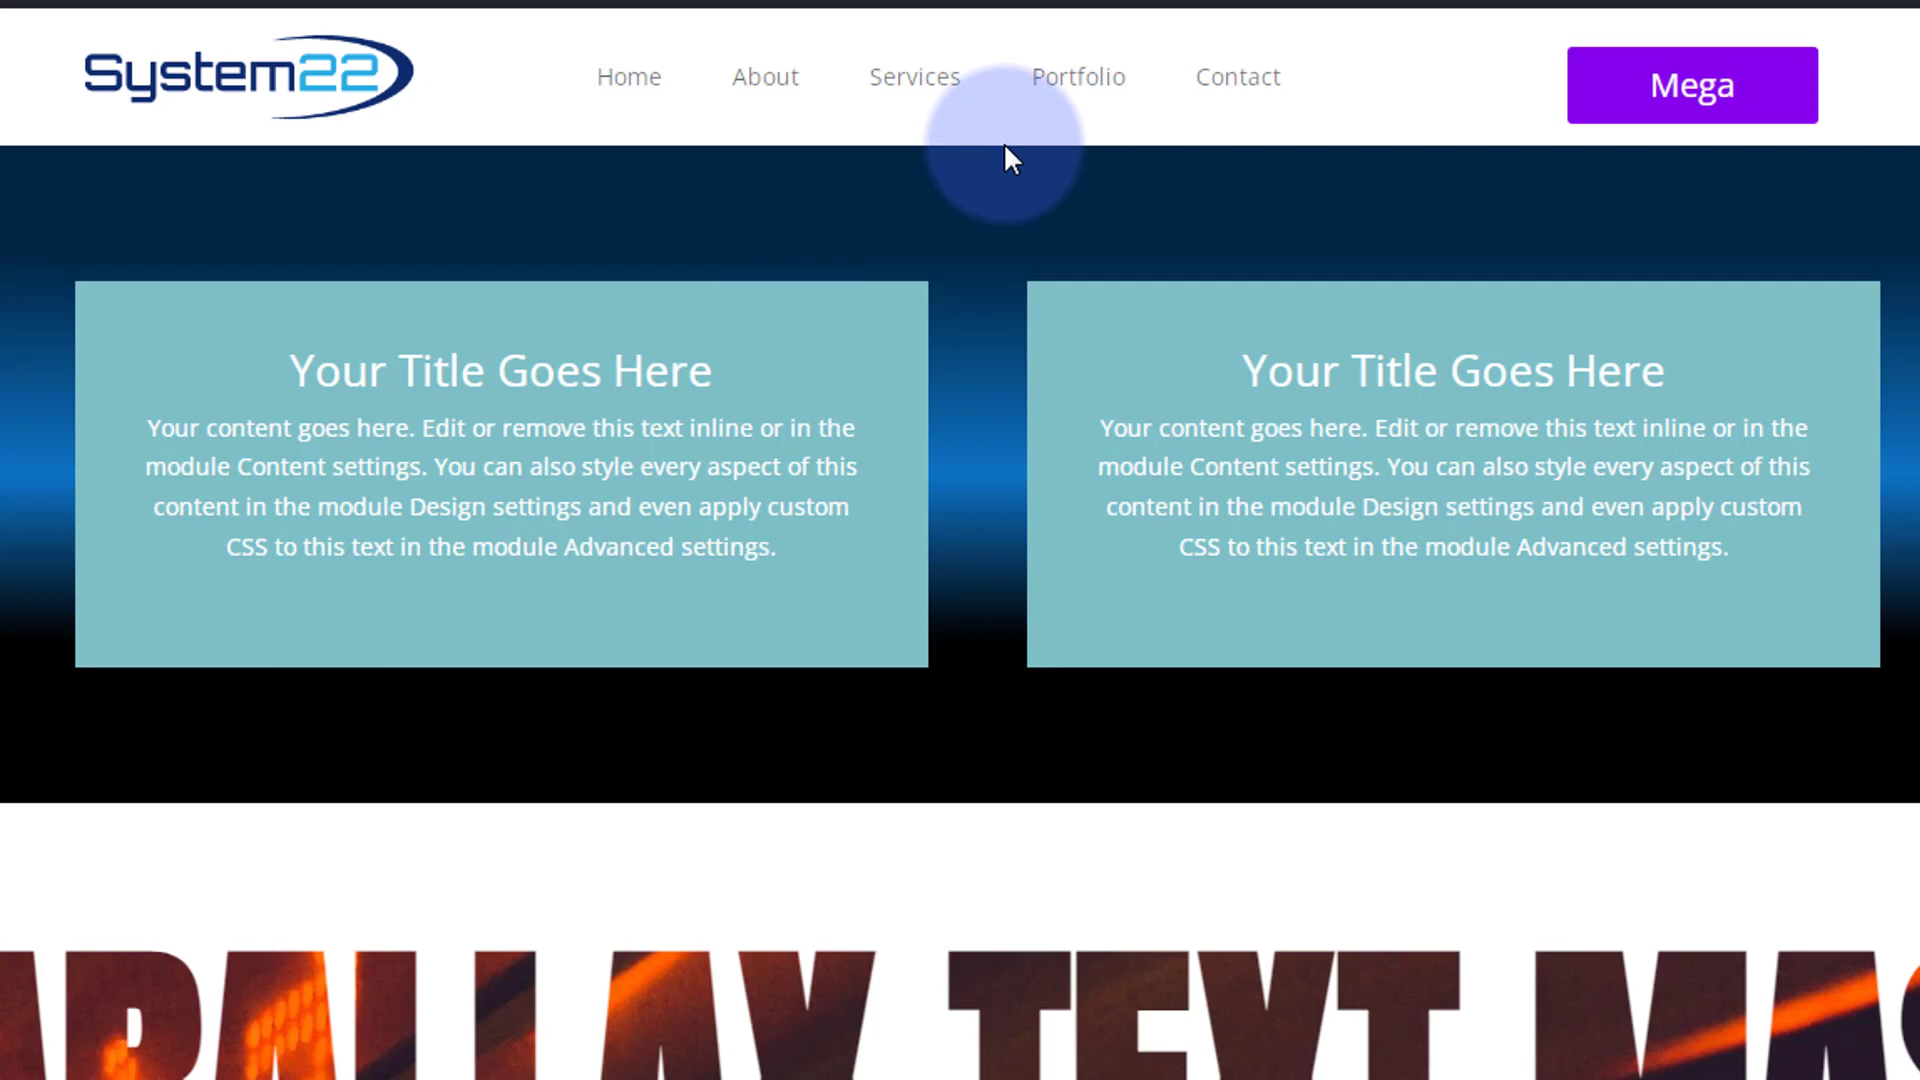 System22
Home About Services Portfolio Contact
Mega
Your Title Goes Here
Your content goes here. Edit or remove this text inline or in the
module Content settings. You can also style every aspect of this
content in the module Design settings and even apply custom
CSS to this text in the module Advanced settings.
Your Title Goes Here
Your content goes here. Edit or remove this text inline or in the
module Content settings. You can also style every aspect of this
content in the module Design settings and even apply custom
CSS to this text in the module Advanced settings.
ARALLAX TEXT MAS